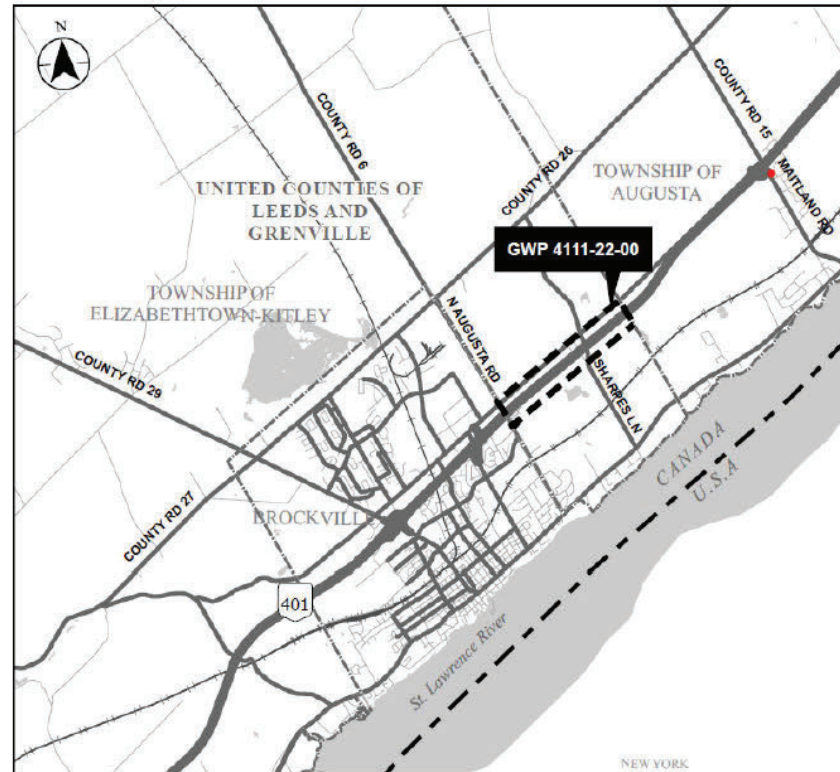 N
COUNTY RD 6
COUNTY RD 15
COUNTY RD 26
TOWNSHIP OF
AUGUSTA
MAITLAND RD
UNITED COUNTIES OF
LEEDS AND
GRENVILLE
GWP 4111-22-00
TOWNSHIP OF
ELIZABETHTOWN-KITLEY
N AUGUSTA RD
COUNTY RD 29
SHARPES LN
CANADA
U.S.A
COUNTY RD 27
BROCKVILLE
401
St. Lawrence River
NEW YORK